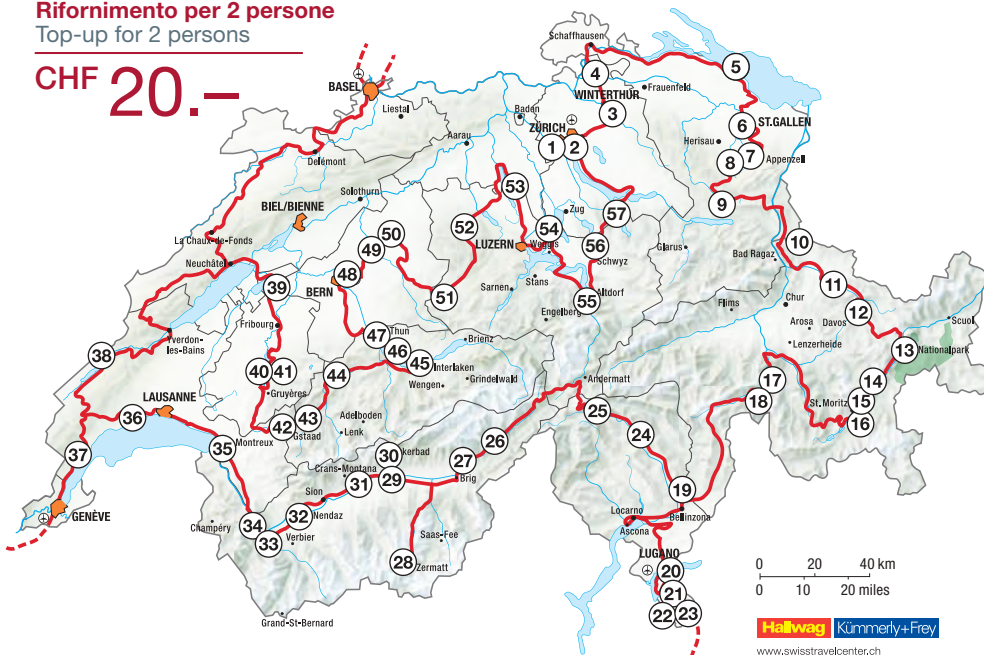 Rifornimento per 2 persone
Top-up for 2 persons
CHF 20.–
Schaffhausen
BASEL
4
5
WINTERTHUR
Frauenfeld
Liestal
Baden
3
ZÜRICH
6
ST.GALLEN
Herisau
1
2
7
8
Appenzell
Aarau
Delémont
9
Solothurn
53
BIEL/BIENNE
Zug
57
52
54
10
La Chaux-de-Fonds
50
49
LUZERN
Weggis
56
Glarus
Schwyz
Bad Ragaz
Neuchâtel
48
Stans
11
BERN
39
Sarnen
51
55
Altdorf
Flims
Chur
12
Engelberg
Arosa
Davos
Scuol
Fribourg
47
Thun
Brienz
Lenzerheide
13
Nationalpark
Yverdon-
les-Bains
46
45
Interlaken
38
40
41
44
Wengen
Grindelwald
Andermatt
17
14
Gruyères
18
St.Moritz
15
LAUSANNE
36
43
Adelboden
25
16
42
Gstaad
Lenk
24
Montreux
35
30
kerbad
26
37
Crans-Montana
27
31
29
Brig
Sion
19
GENÈVE
32
Nendaz
Locarno
Bellinzona
34
Champéry
33
Verbier
Saas-Fee
Ascona
28
Zermatt
LUGANO
20
0 20 40 km
0 10 20 miles
21
22
23
Grand-St-Bernard
Hallwag Kümmerly+Frey
www.swisstravelcenter.ch